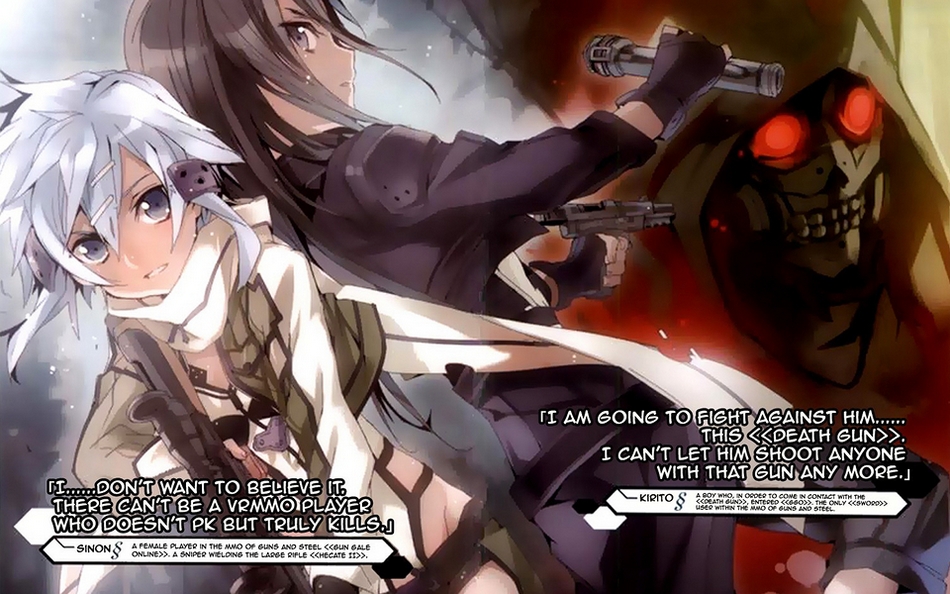 「I......DON'T WANT TO BELIEVE IT.
THERE CAN'T BE A VRMMO PLAYER
WHO DOESN'T PK BUT TRULY KILLS.」
SINON §
A FEMALE PLAYER IN THE MMO OF GUNS AND STEEL <<GUN GALE
ONLINE>>. A SNIPER WIELDING THE LARGE RIFLE <<HECATE II>>.
「I AM GOING TO FIGHT AGAINST HIM......
THIS <<DEATH GUN>>.
I CAN'T LET HIM SHOOT ANYONE
WITH THAT GUN ANY MORE.」
KIRITO §
A BOY WHO, IN ORDER TO COME IN CONTACT WITH THE
<<DEATH GUN>>, ENTERED <<GGO>>. THE ONLY <<SWORD>>
USER WITHIN THE MMO OF GUNS AND STEEL.